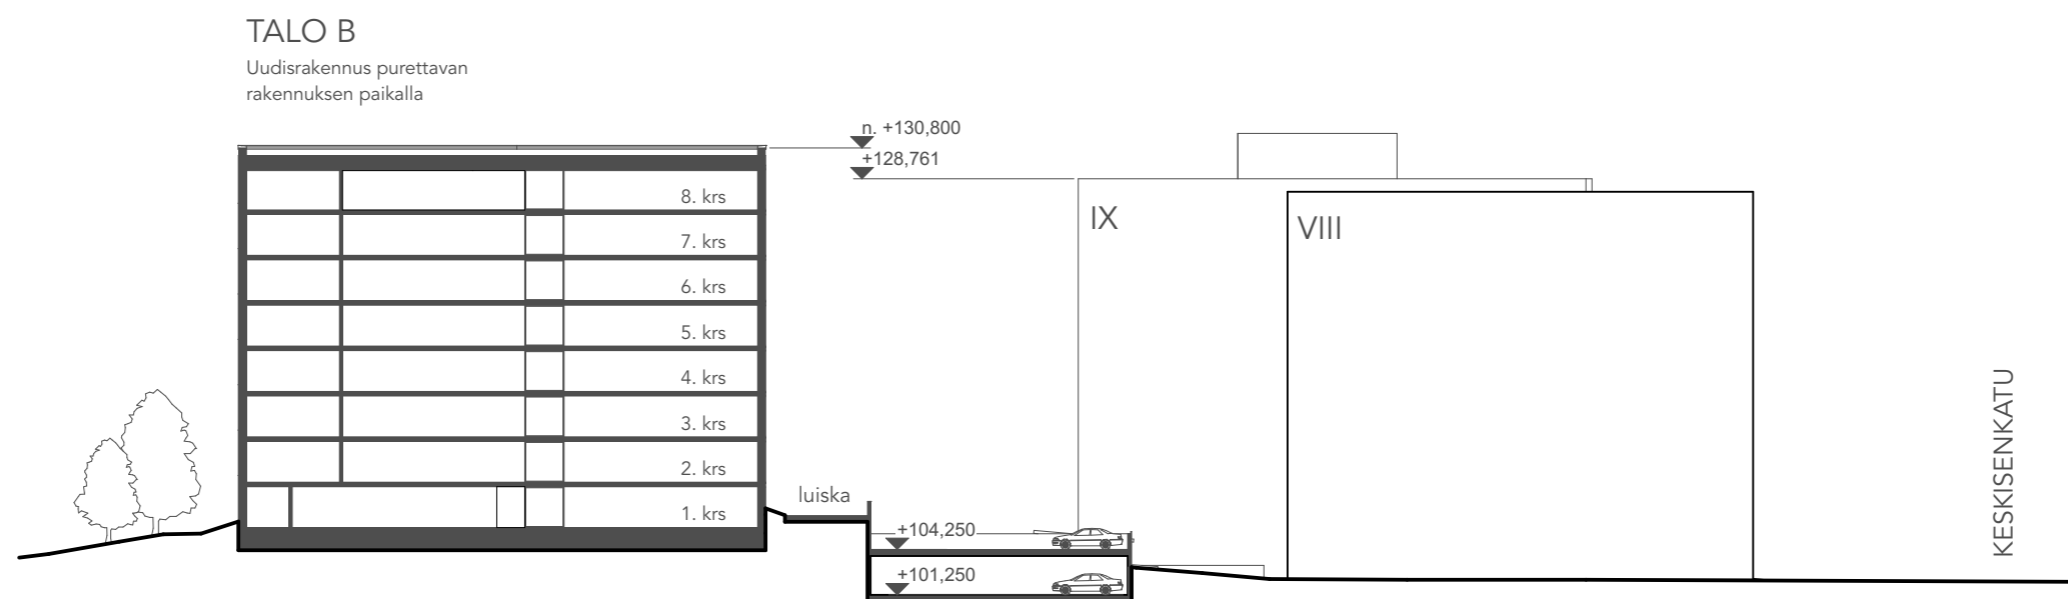 TALO B
Uudisrakennus purettavan
rakennuksen paikalla
n. +130,800
+128,761
IX
VIII
8. krs
7. krs
6. krs
5. krs
4. krs
3. krs
2. krs
1. krs
luiska
+104,250
+101,250
KESKISENKATU